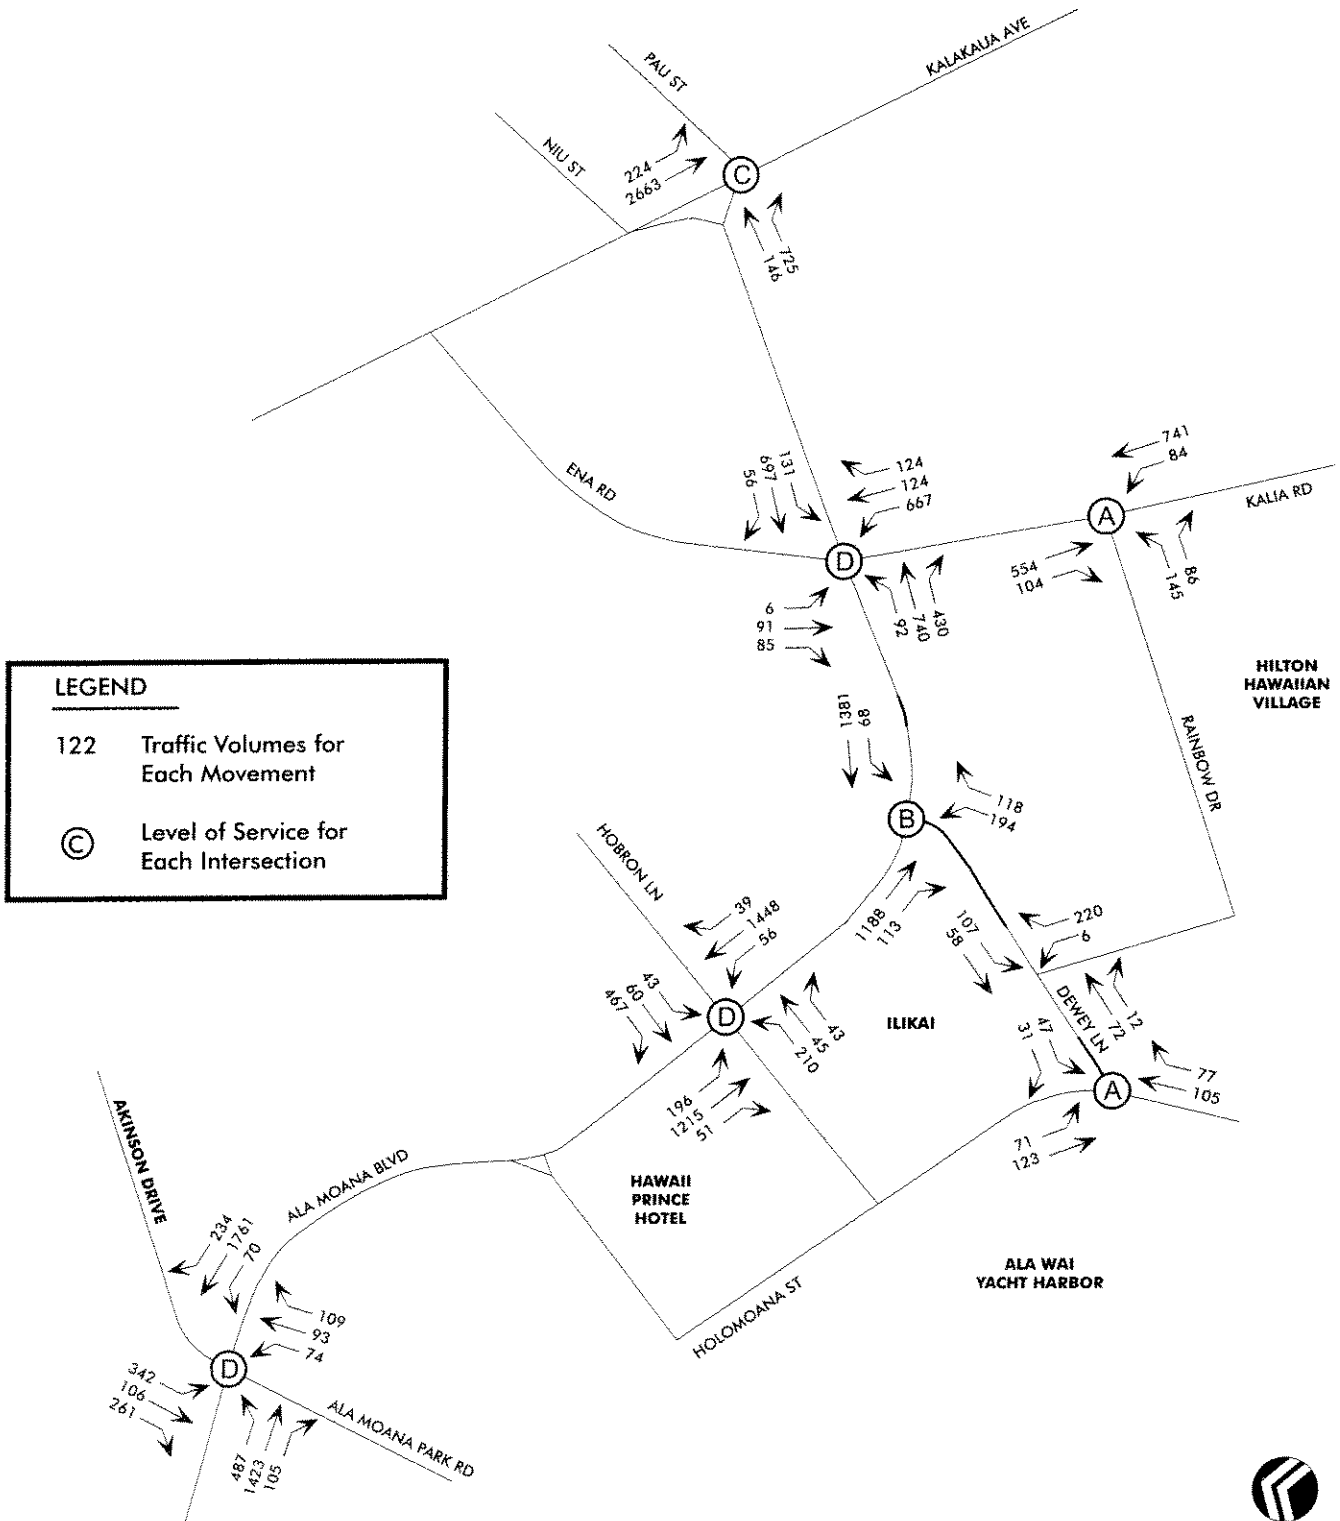 KALAKAUA AVE
PAU ST
NIU ST
224
2663
C
725
146
741
84
131
697
56
124
124
667
ENA RD
KALIA RD
A
D
554
104
86
145
6
91
85
92
740
430
HILTON
HAWAIIAN
VILLAGE
LEGEND
122 Traffic Volumes for
Each Movement
C Level of Service for
Each Intersection
1381
89
RAINBOW DR
B
118
194
HOBRON LN
1188
113
39
1448
56
107
58
220
6
43
60
467
D
43
45
210
ILIKAI
DEWEY LN
12
72
47
31
77
105
A
196
1215
51
71
123
AKINSON DRIVE
ALA MOANA BLVD
HAWAII
PRINCE
HOTEL
234
1761
70
ALA WAI
YACHT HARBOR
HOLOMOANA ST
109
93
74
D
342
106
261
487
1423
105
ALA MOANA PARK RD